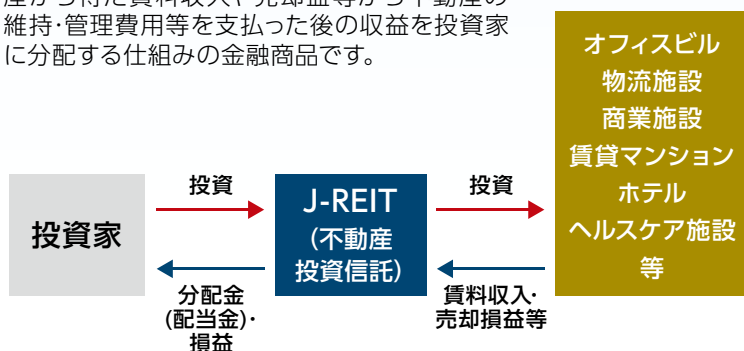 維持・管理費用等を支払った後の収益を投資家
に分配する仕組みの金融商品です。
オフィスビル
物流施設
商業施設
賃貸マンション
ホテル
ヘルスケア施設
等
投資家
投資
J-REIT
(不動産
投資信託)
投資
分配金
(配当金)・
損益
賃料収入・
売却損益等